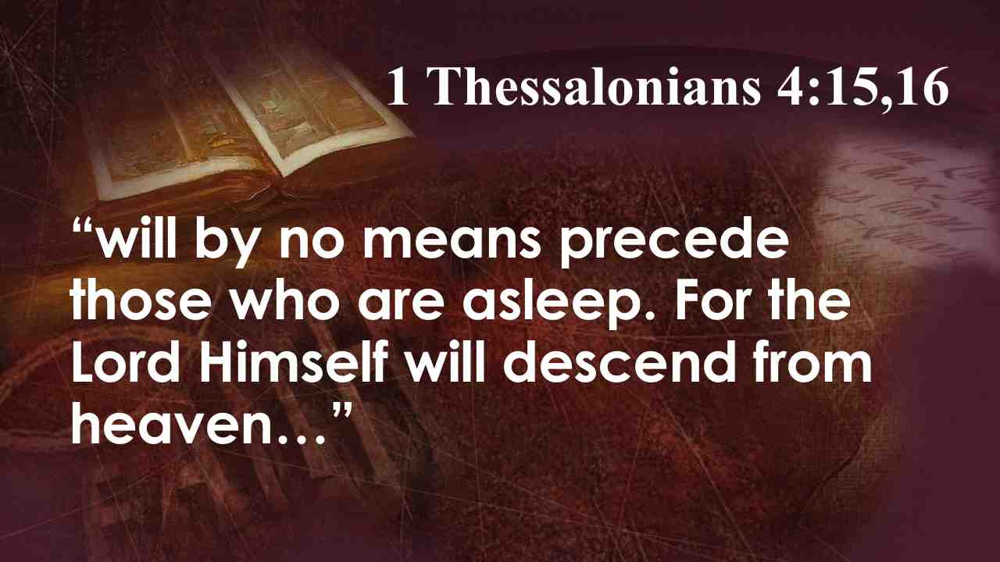 1 Thessalonians 4:15,16
“will by no means precede
those who are asleep. For the
Lord Himself will descend from
heaven…”